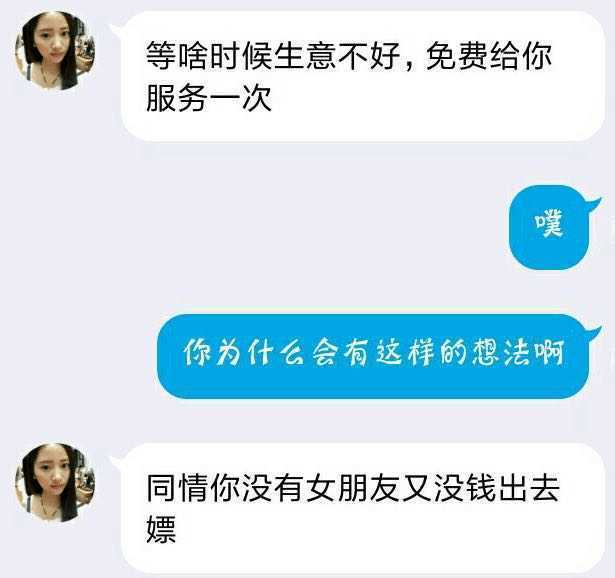 等啥时候生意不好，免费给你
服务一次
噗
你为什么会有这样的想法啊
同情你没有女朋友又没钱出去
嫖